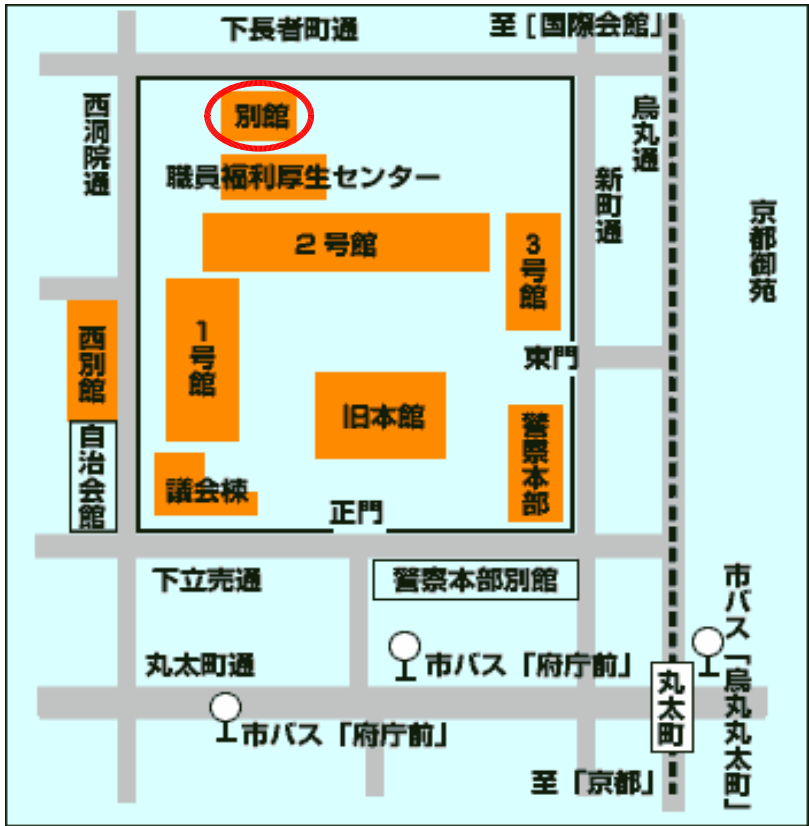 下長者町通
至[国際会館」
西洞院通
別館
烏丸通
職員福利厚生センター
新町通
京都御苑
2号館
3号館
西別館
1号館
東門
旧本館
自治会館
警察本部
議会棟
正門
下立売通
警察本部別館
市バス「烏丸丸太町」
丸太町通
市バス「府庁前」
丸太町
市バス「府庁前」
至「京都」